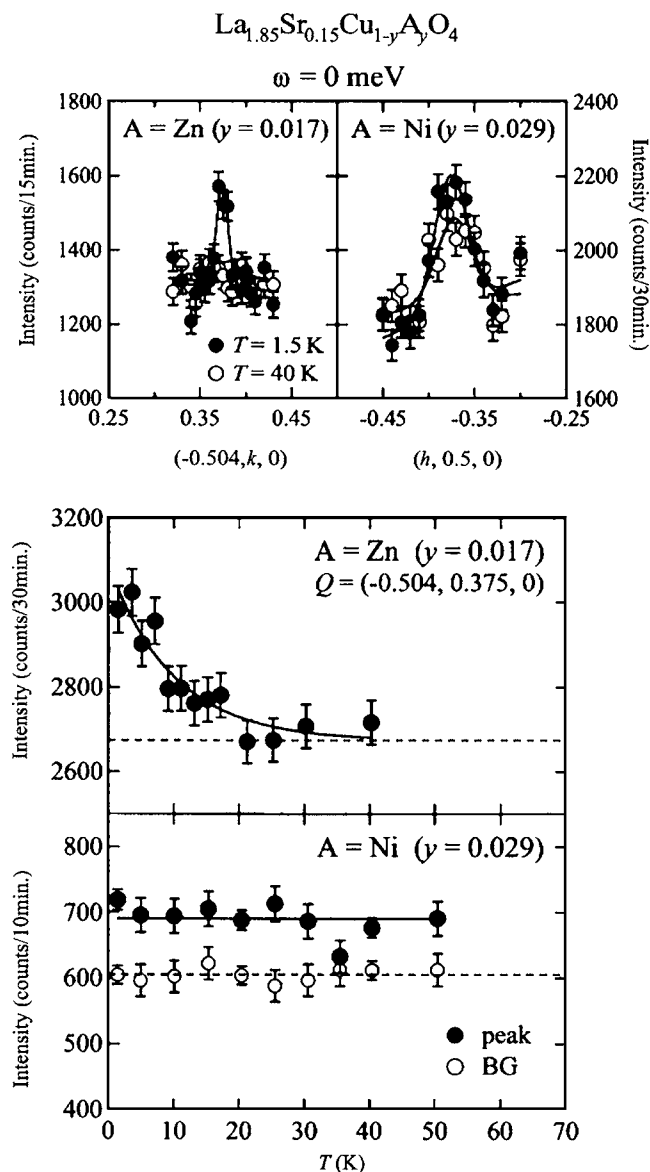 La1.85Sr0.15Cu1-yAyO4
ω = 0 meV
1800
1600
1400
1200
1000
Intensity (counts/15min.)
A = Zn (y = 0.017)
T = 1.5 K
T = 40 K
0.25
0.35
0.45
(-0.504, k, 0)
A = Ni (y = 0.029)
2400
2200
2000
1800
1600
Intensity (counts/30min.)
-0.45
-0.35
-0.25
(h, 0.5, 0)
3200
3000
2800
2600
Intensity (counts/30min.)
A = Zn (y = 0.017)
Q = (-0.504, 0.375, 0)
800
700
600
500
400
Intensity (counts/10min.)
A = Ni (y = 0.029)
peak
BG
0
10
20
30
40
50
60
70
T (K)